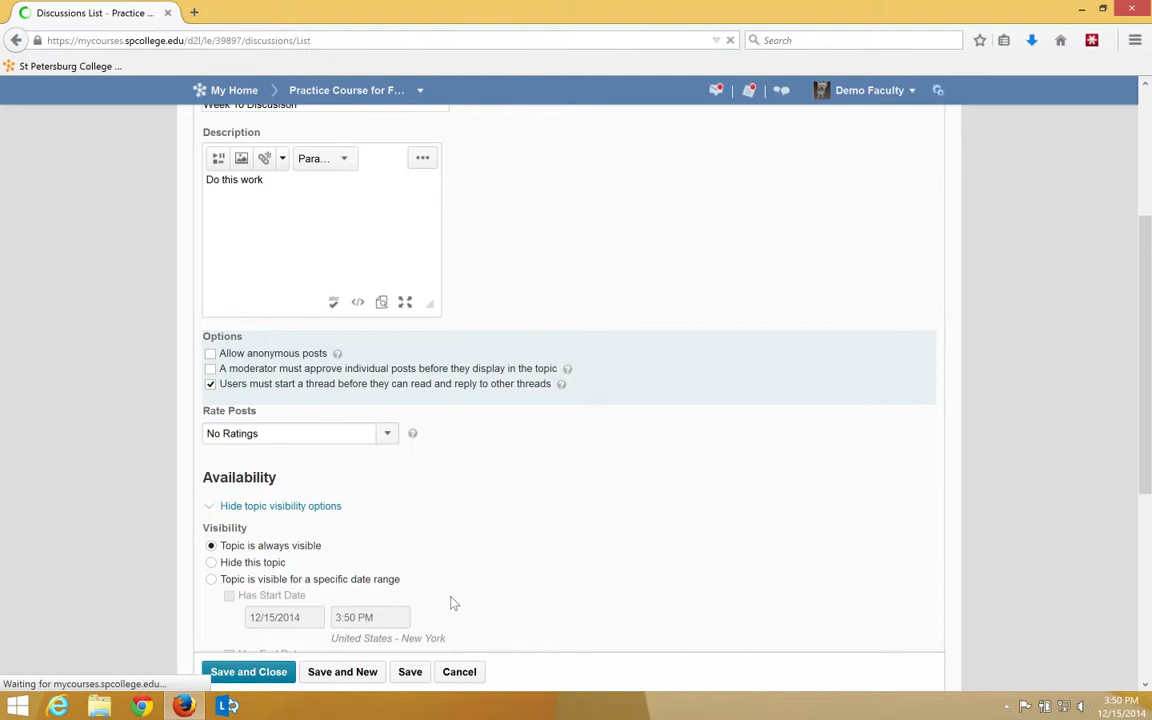 Discussions List - Practice ...
https://mycourses.spcollege.edu/d2l/le/39897/discussions/List
Search
St Petersburg College ...
My Home
Practice Course for F...
Demo Faculty
Week 10 Discusison
Description
Para...
Do this work
abc
Options
Allow anonymous posts
A moderator must approve individual posts before they display in the topic
Users must start a thread before they can read and reply to other threads
Rate Posts
No Ratings
Availability
Hide topic visibility options
Visibility
Topic is always visible
Hide this topic
Topic is visible for a specific date range
Has Start Date
12/15/2014 3:50 PM
United States - New York
Save and Close Save and New Save Cancel
Waiting for mycourses.spcollege.edu...
3:50 PM
12/15/2014